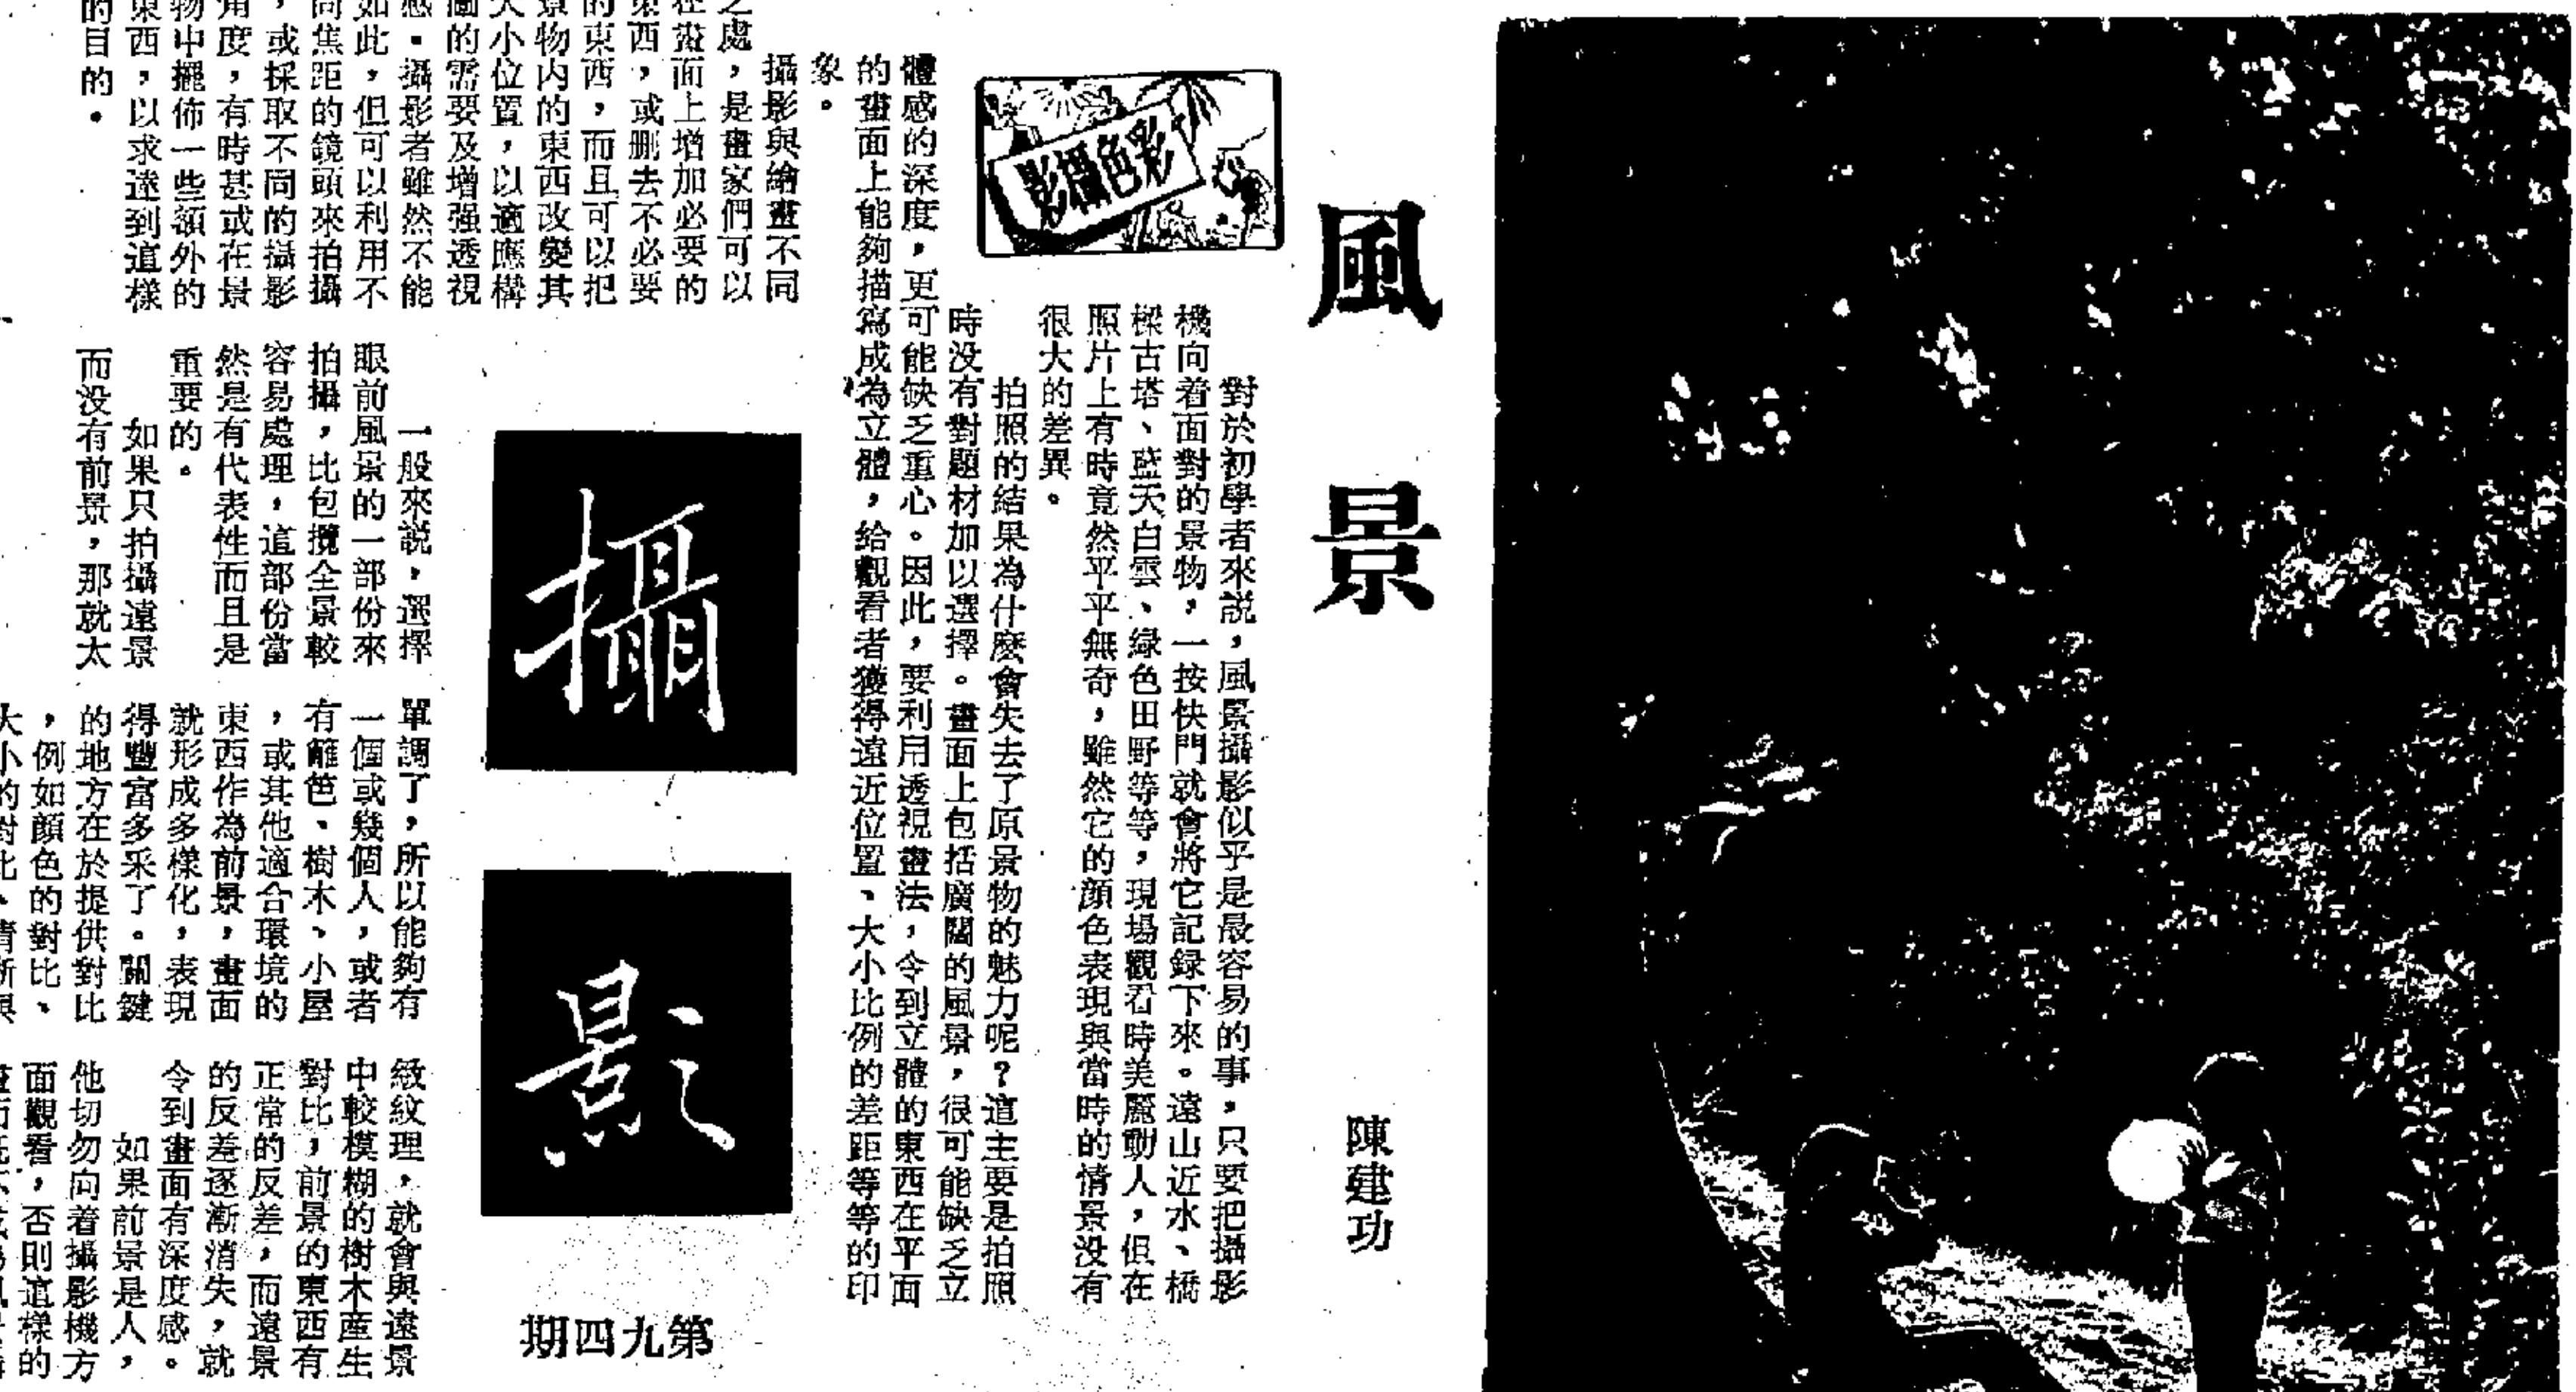 風景
陳建功
彩色攝影
攝影
第九四期
對於初學者來説，風景攝影似乎是最容易的事，只要把攝影
機向着面對的景物，一按快門就會將它記録下來。遠山近水、橋
樑古塔、藍天白雲、緑色田野等等，現場觀看時美麗動人，但在
照片上有時竟然平平無奇，雖然它的顔色表現與當時的情景没有
很大的差異。
拍照的結果為什麼會失去了原景物的魅力呢？這主要是拍照
時没有對題材加以選擇。畫面上包括廣闊的風景，很可能缺乏立
體感的深度，更可能缺乏重心。因此，要利用透視畫法，令到立體的東西在平面
的畫面上能夠描寫成為立體，給觀看者獲得遠近位置、大小比例的差距等等的印
象。
攝影與繪畫不同
之處，是畫家們可以
在畫面上增加必要的
東西，或删去不必要
的東西，而且可以把
景物内的東西改變其
大小位置，以適應構
圖的需要及增强透視
感。攝影者雖然不能
如此，但可以利用不
同焦距的鏡頭來拍攝
，或採取不同的攝影
角度，有時甚或在景
物中擺佈一些額外的
東西，以求達到這樣
的目的。
一般來説，選擇
眼前風景的一部份來
拍攝，比包攬全景較
容易處理，這部份當
然是有代表性而且是
重要的。
如果只拍攝遠景
而没有前景，那就太
單調了，所以能夠有
一個或幾個人，或者
有籬笆、樹木、小屋
，或其他適合環境的
東西作為前景，畫面
就形成多樣化，表現
得豐富多采了。關鍵
的地方在於提供對比
，例如顔色的對比、
大小的對比、清晰與
緻紋理，就會與遠景
中較模糊的樹木産生
對比，前景的東西有
正常的反差，而遠景
的反差逐漸消失，就
令到畫面有深度感。
如果前景是人，
他切勿向着攝影機方
面觀看，否則這樣的